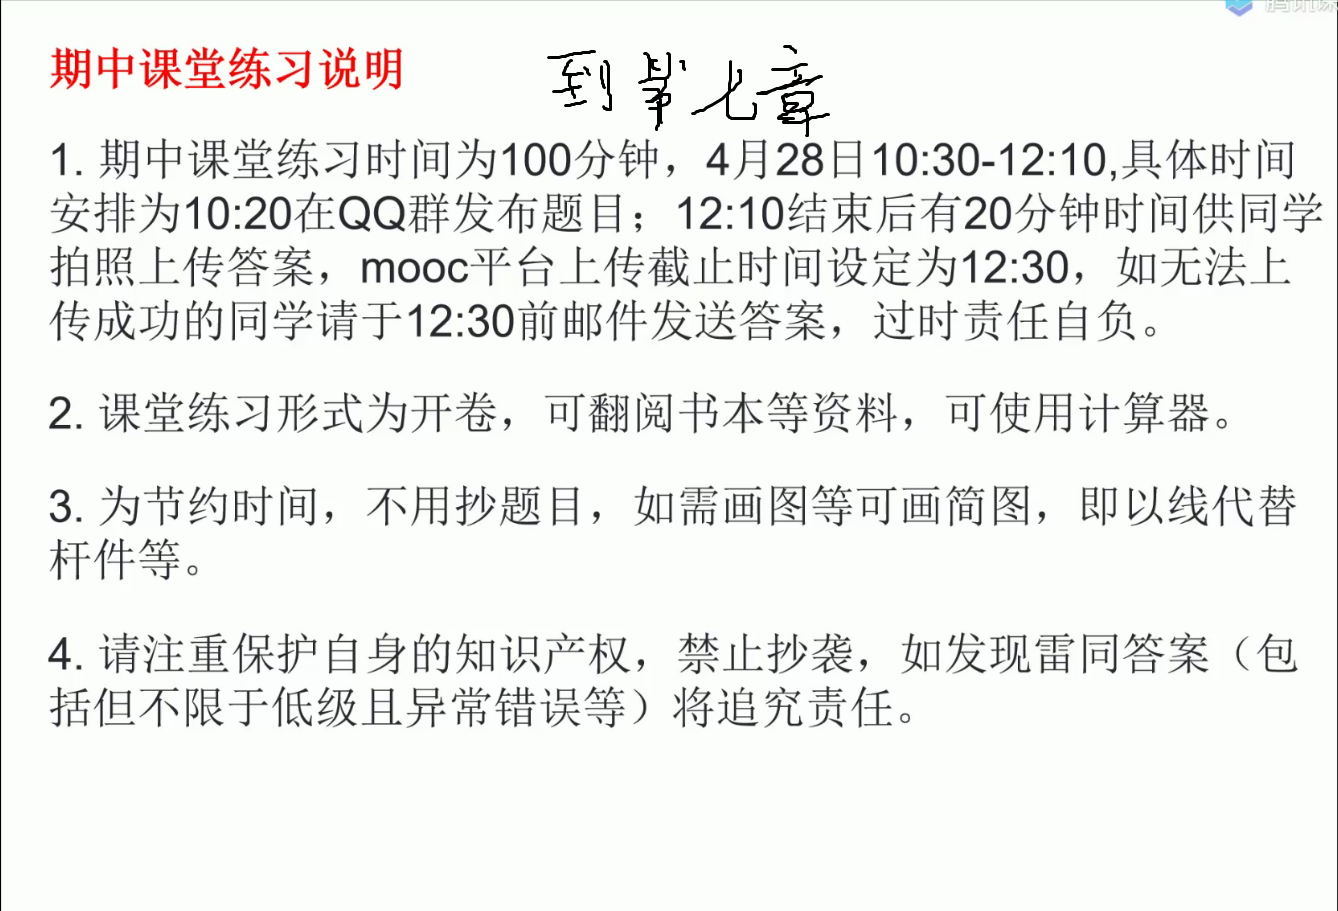 腾讯课
期中课堂练习说明 到第七章
1. 期中课堂练习时间为100分钟，4月28日10:30-12:10,具体时间
安排为10:20在QQ群发布题目；12:10结束后有20分钟时间供同学
拍照上传答案，mooc平台上传截止时间设定为12:30，如无法上
传成功的同学请于12:30前邮件发送答案，过时责任自负。
2. 课堂练习形式为开卷，可翻阅书本等资料，可使用计算器。
3. 为节约时间，不用抄题目，如需画图等可画简图，即以线代替
杆件等。
4. 请注重保护自身的知识产权，禁止抄袭，如发现雷同答案（包
括但不限于低级且异常错误等）将追究责任。